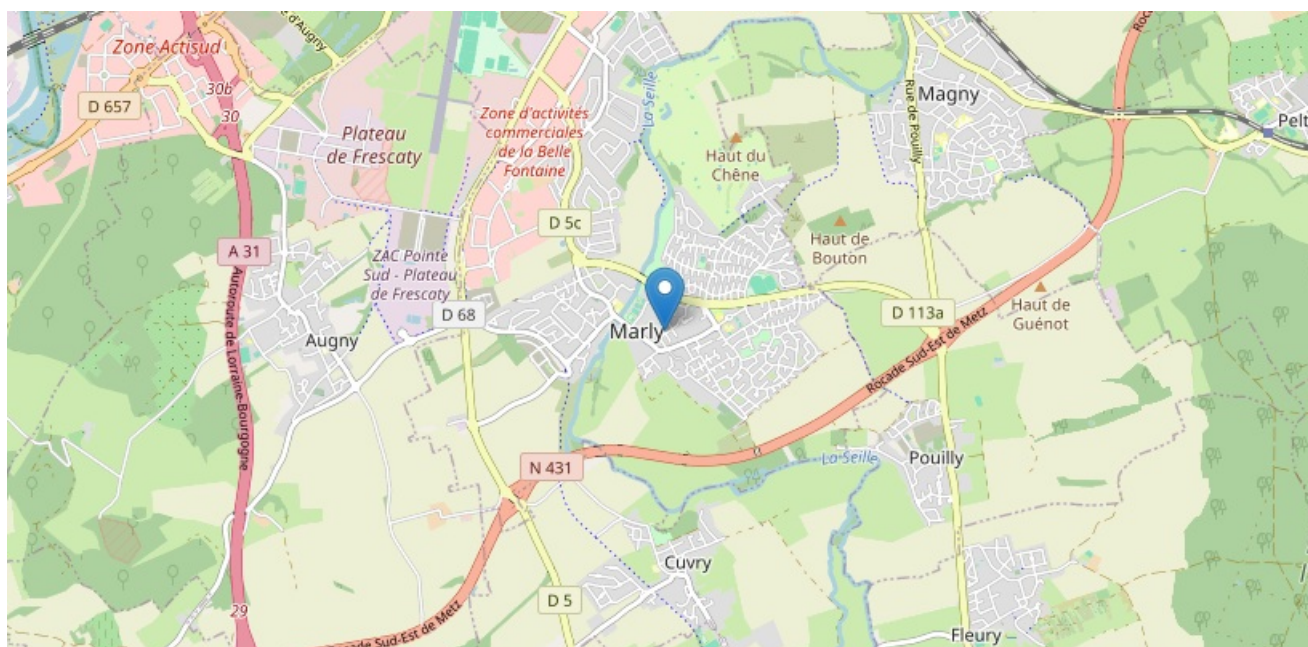 Zone Actisud
e d'Augny
30b
D 657
30
Plateau
de Frescaty
Zone d'activités
commerciales
de la Belle
Fontaine
La Seille
Rue de Pouilly
Magny
Pelt
Haut du
Chêne
D 5c
A 31
Haut de
Bouton
ZAC Pointe
Sud - Plateau
de Frescaty
D 68
Augny
Marly
D 113a
Haut de
Guénot
Autoroute de Lorraine-Bourgogne
Rocade Sud-Est de Metz
N 431
La Seille
Pouilly
Cuvry
D 5
29
Rocade Sud-Est de Metz
Fleury